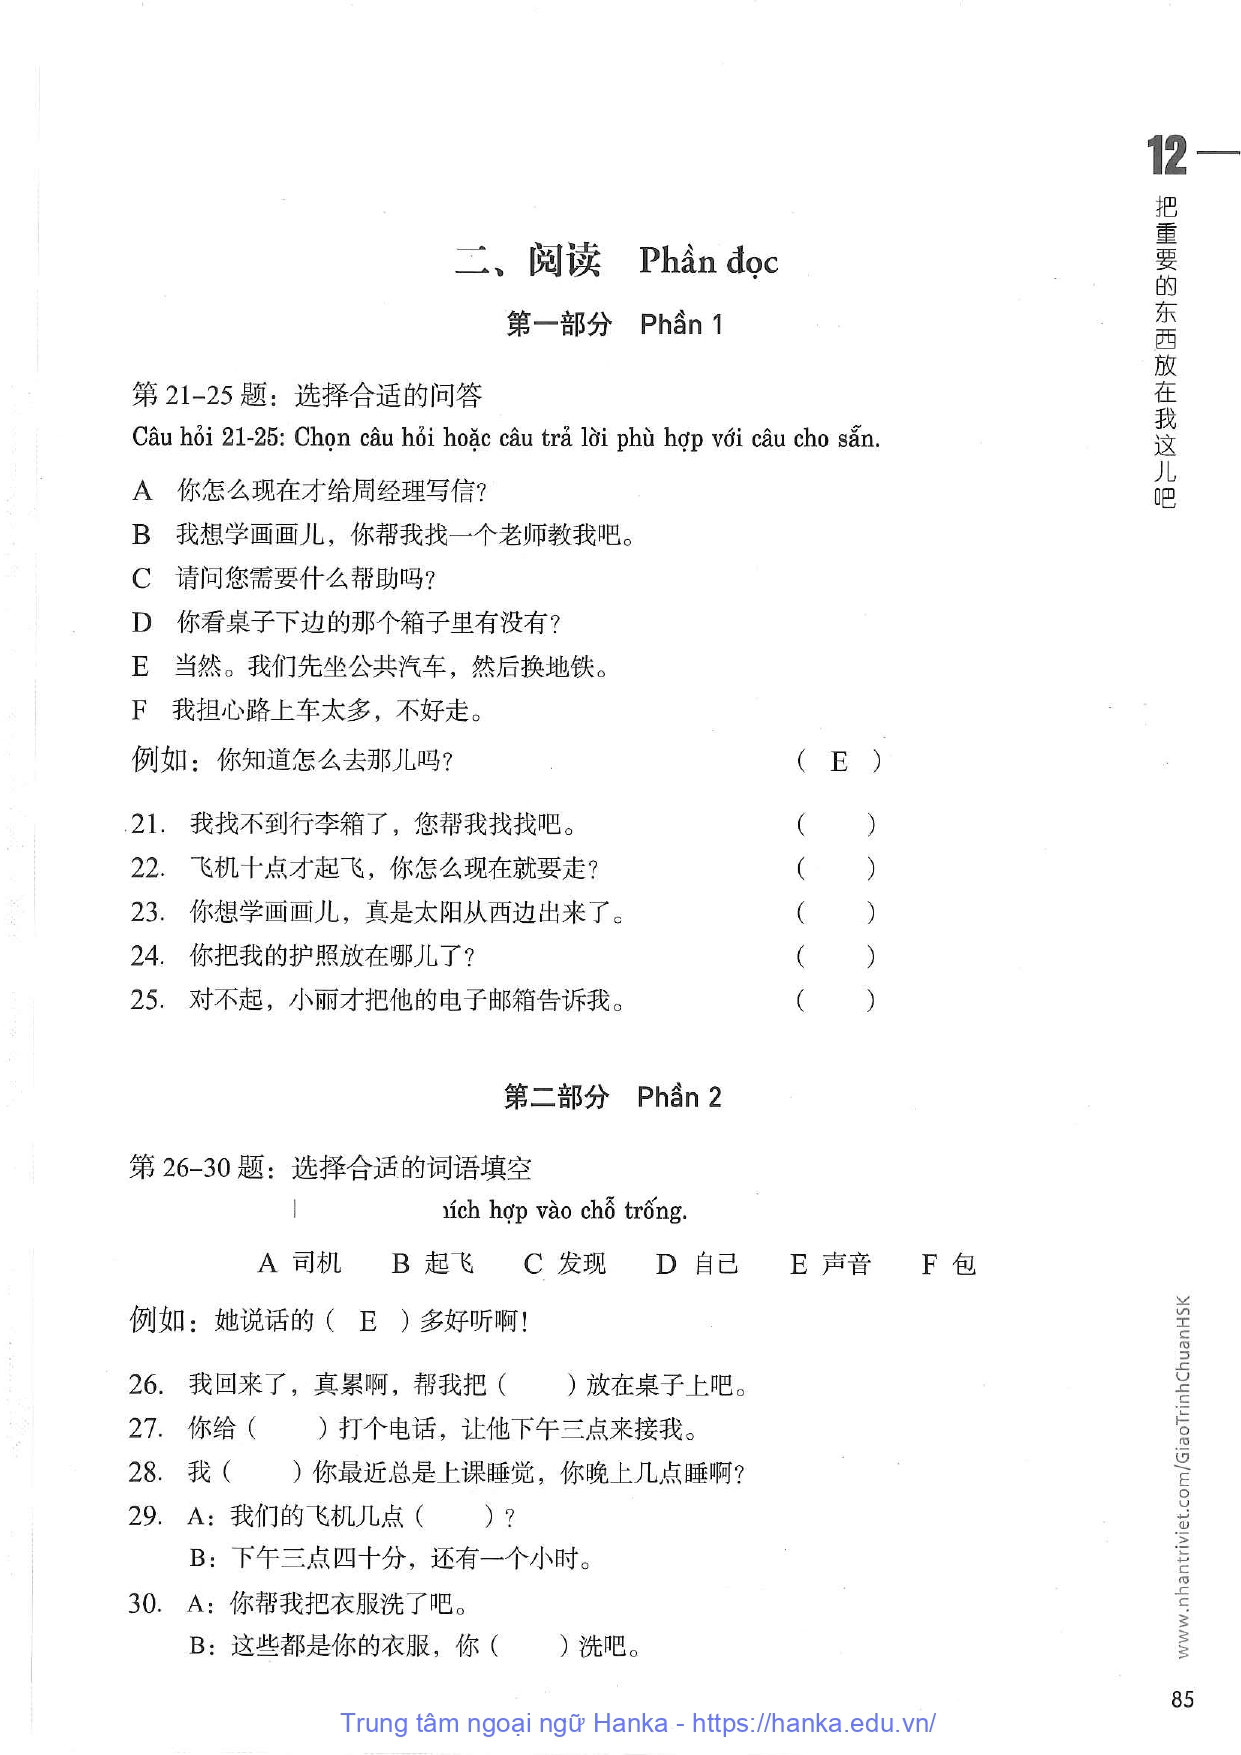 12
把重要的东西放在我这儿吧
二、阅读 Phần đọc
第一部分 Phần 1
第 21–25 题：选择合适的问答
Câu hỏi 21-25: Chọn câu hỏi hoặc câu trả lời phù hợp với câu cho sẵn.
A 你怎么现在才给周经理写信？
B 我想学画画儿，你帮我找一个老师教我吧。
C 请问您需要什么帮助吗？
D 你看桌子下边的那个箱子里有没有？
E 当然。我们先坐公共汽车，然后换地铁。
F 我担心路上车太多，不好走。
例如：你知道怎么去那儿吗？ （ E ）
21. 我找不到行李箱了，您帮我找找吧。 （ ）
22. 飞机十点才起飞，你怎么现在就要走？ （ ）
23. 你想学画画儿，真是太阳从西边出来了。 （ ）
24. 你把我的护照放在哪儿了？ （ ）
25. 对不起，小丽才把他的电子邮箱告诉我。 （ ）
第二部分 Phần 2
第 26–30 题：选择合适的词语填空
ích hợp vào chỗ trống.
A 司机 B 起飞 C 发现 D 自己 E 声音 F 包
例如：她说话的（ E ）多好听啊！
26. 我回来了，真累啊，帮我把（ ）放在桌子上吧。
27. 你给（ ）打个电话，让他下午三点来接我。
28. 我（ ）你最近总是上课睡觉，你晚上几点睡啊？
29. A：我们的飞机几点（ ）？
B：下午三点四十分，还有一个小时。
30. A：你帮我把衣服洗了吧。
B：这些都是你的衣服，你（ ）洗吧。
www.nhantriviet.com/GiaoTrinhChuanHSK
85
Trung tâm ngoại ngữ Hanka - https://hanka.edu.vn/